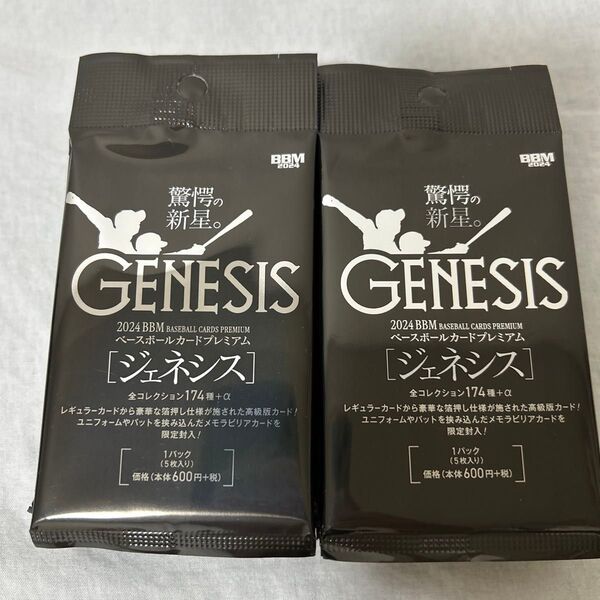 BBM
2024
驚愕の
新星。
GENESIS
2024 BBM BASEBALL CARDS PREMIUM
ベースボールカードプレミアム
[ジェネシス]
全コレクション174種+α
レギュラーカードから豪華な箔押し仕様が施された高級版カード!
ユニフォームやバットを挟み込んだメモラビリアカードを
限定封入!
1パック
(5枚入り)
価格(本体600円+税)
BBM
2024
驚愕の
新星。
GENESIS
2024 BBM BASEBALL CARDS PREMIUM
ベースボールカードプレミアム
[ジェネシス]
全コレクション174種+α
レギュラーカードから豪華な箔押し仕様が施された高級版カード!
ユニフォームやバットを挟み込んだメモラビリアカードを
限定封入!
1パック
(5枚入り)
価格(本体600円+税)